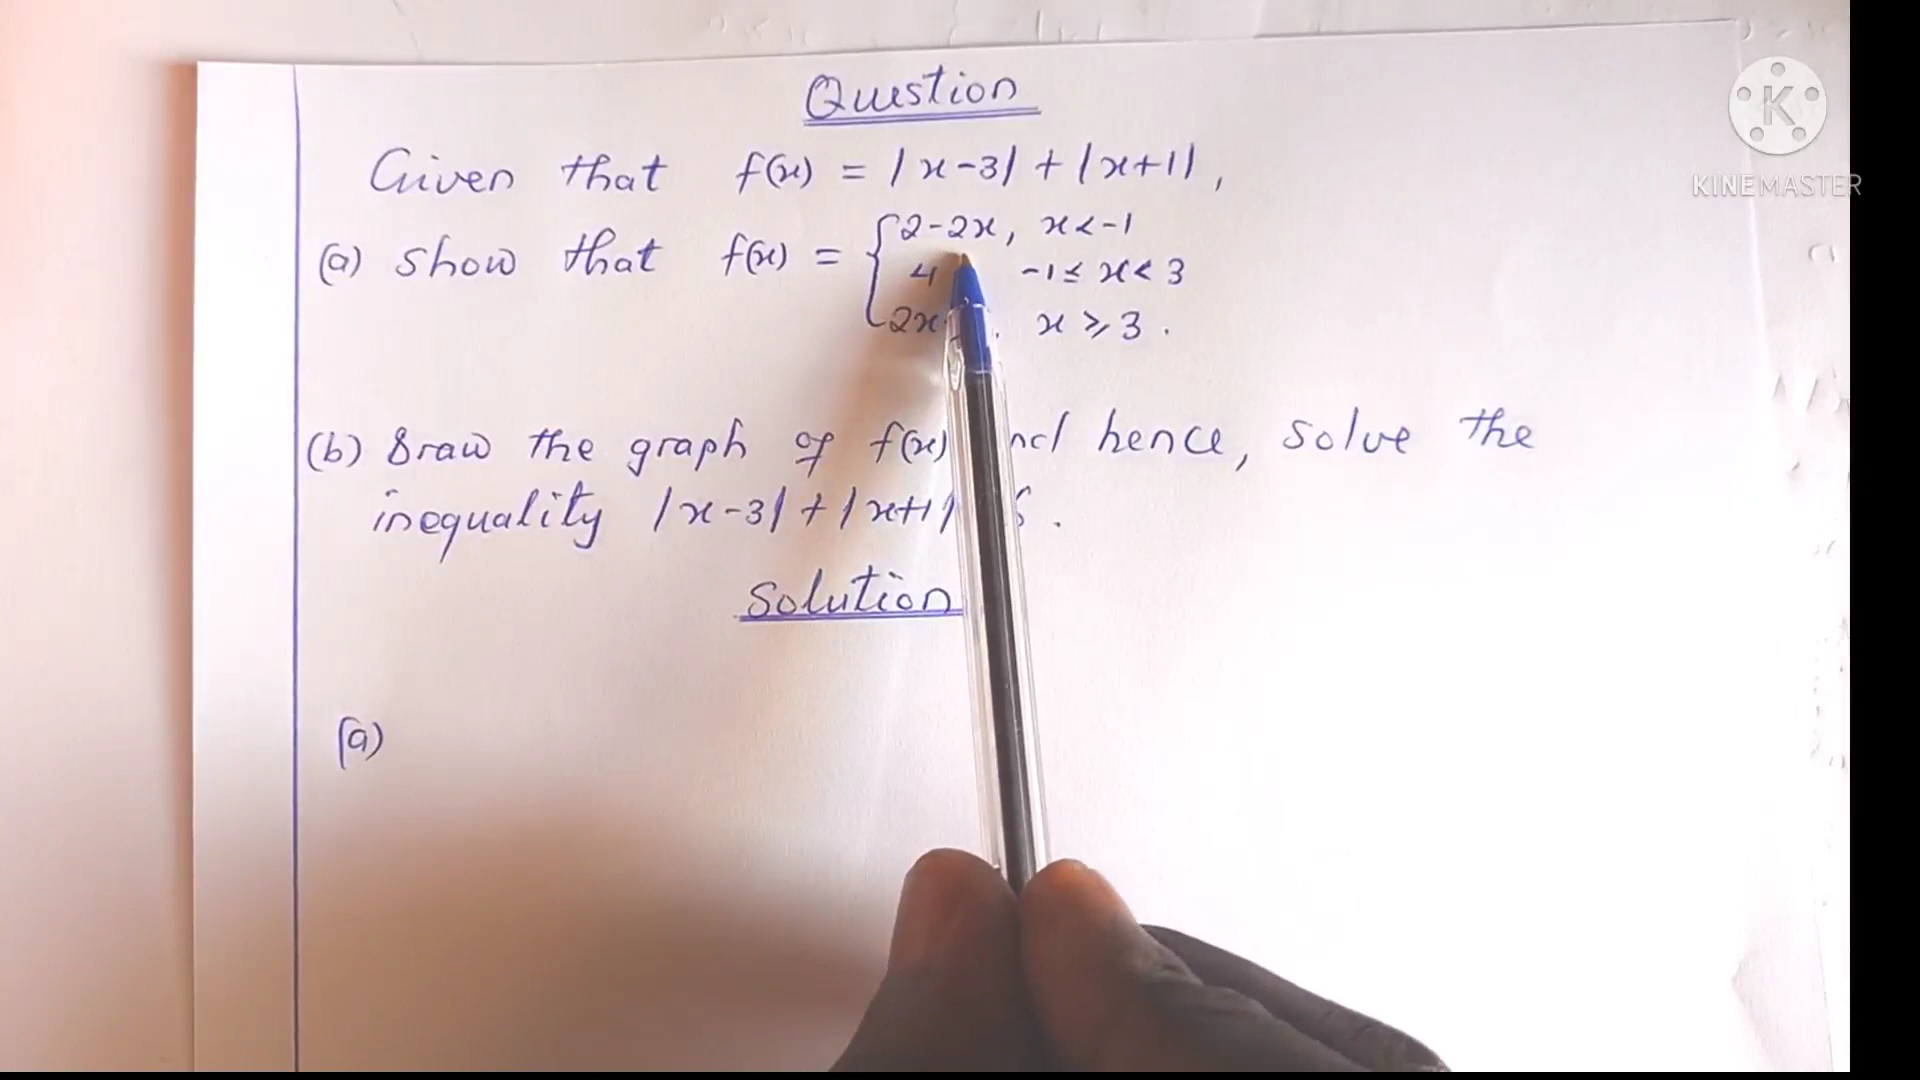 Question
Given that f(x) = |x-3| + |x+1|,
(a) show that f(x) = { 2-2x, x < -1
4 -1 ≤ x < 3
2x x ≥ 3 .
(b) Draw the graph of f(x) hence, solve the
inequality |x-3| + |x+1| .
Solution
(a)
KINEMASTER